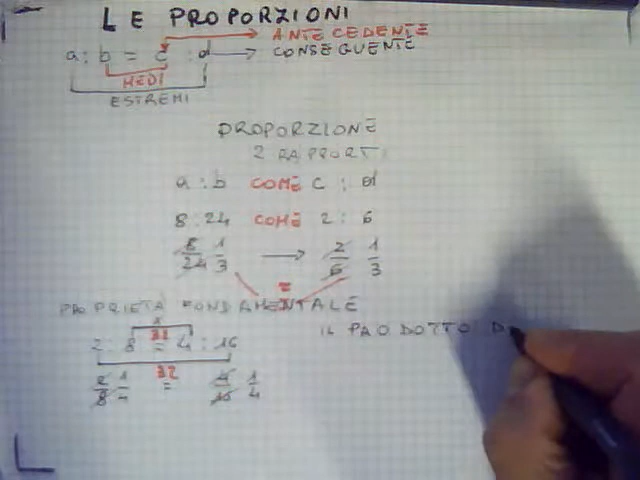 LE PROPORZIONI
ANTECEDENTE
a : b = c : d → CONSEGUENTE
MEDI
ESTREMI
PROPORZIONE
2 RAPPORTI
a : b COME c : d
8 : 24 COME 2 : 6
8/24 1/3 → 2/6 1/3
=
PROPRIETÀ FONDAMENTALE
IL PRODOTTO D
32
2 : 8 = 4 : 16
32
2/8 1/4 = 4/16 1/4